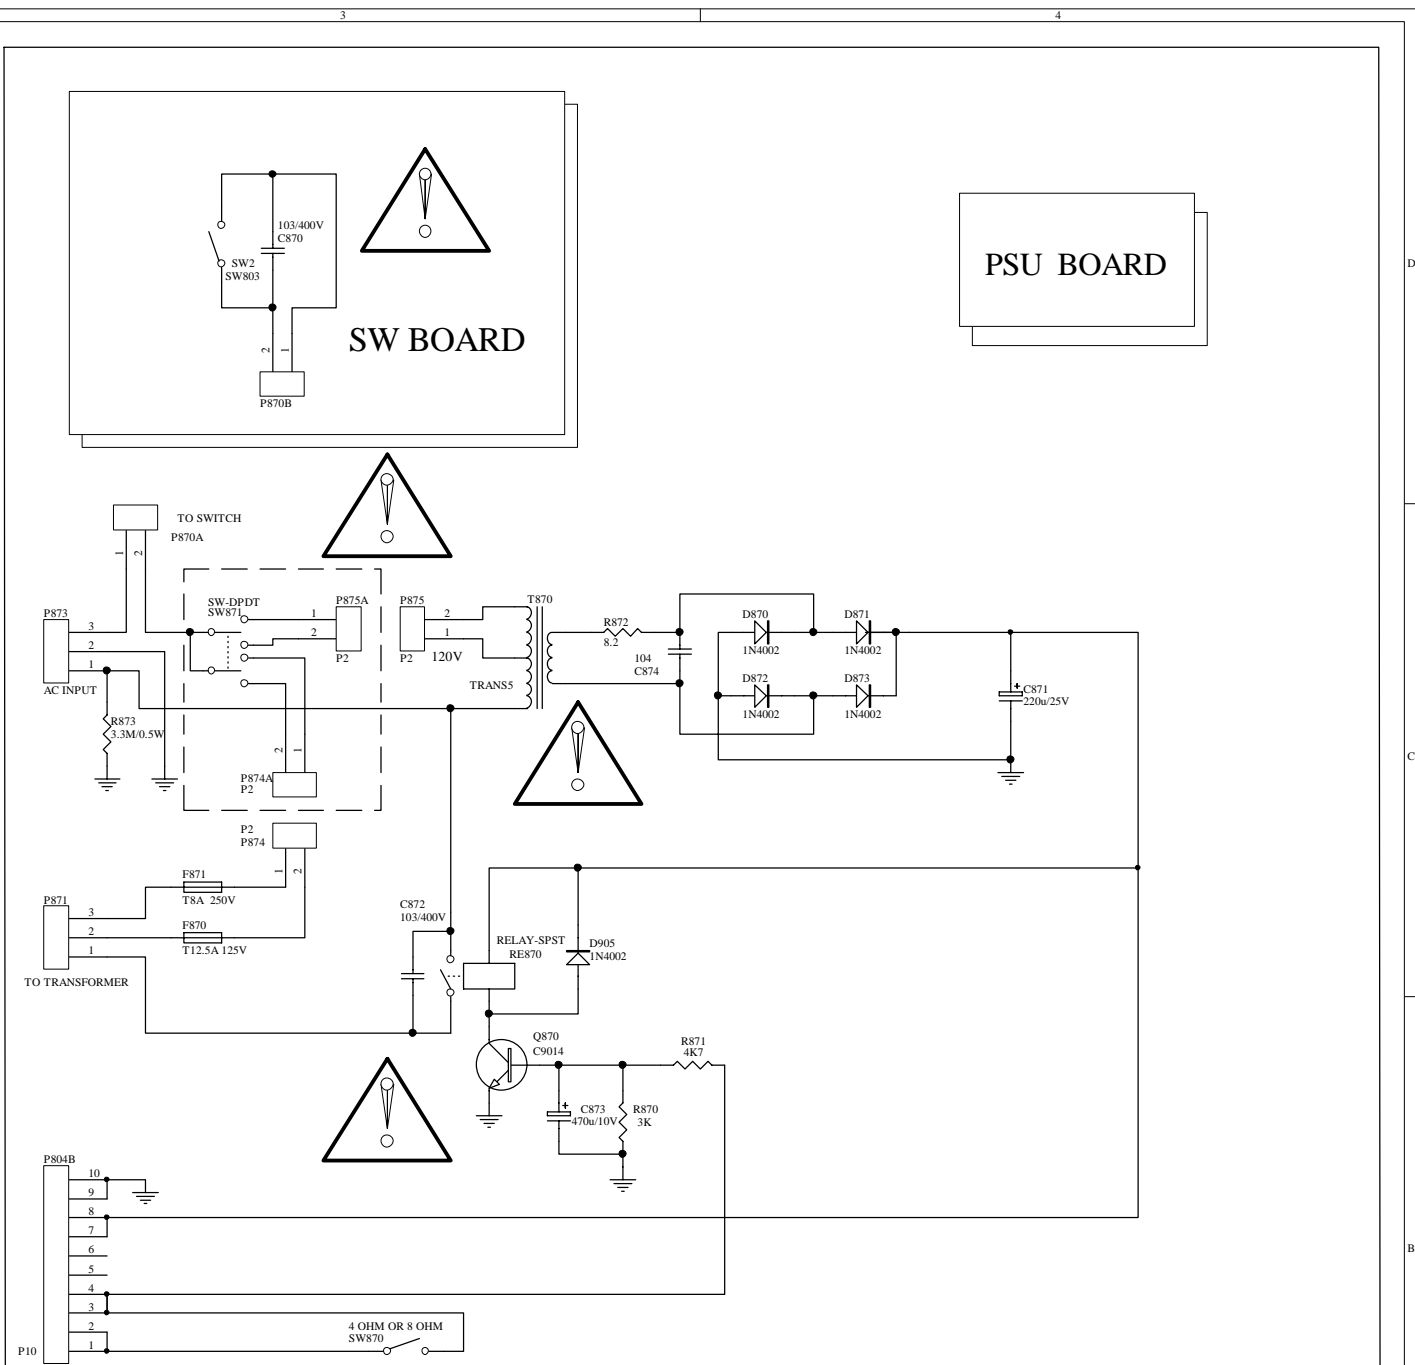 3
4
D
C
B
103/400V
C870
SW2
SW803
SW BOARD
2
1
P870B
PSU BOARD
TO SWITCH
P870A
1
2
P873
3
2
1
AC INPUT
R873
3.3M/0.5W
SW-DPDT
SW871
1
2
P875A
P2
P875
P2
2
1
120V
T870
TRANS5
2
1
P874A
P2
R872
8.2
104
C874
D870
1N4002
D871
1N4002
D872
1N4002
D873
1N4002
+
C871
220u/25V
P2
P874
1
2
F871
T8A 250V
F870
T12.5A 125V
P871
3
2
1
TO TRANSFORMER
C872
103/400V
RELAY-SPST
RE870
D905
1N4002
Q870
C9014
R871
4K7
+
C873
470u/10V
R870
3K
P804B
10
9
8
7
6
5
4
3
2
1
P10
4 OHM OR 8 OHM
SW870